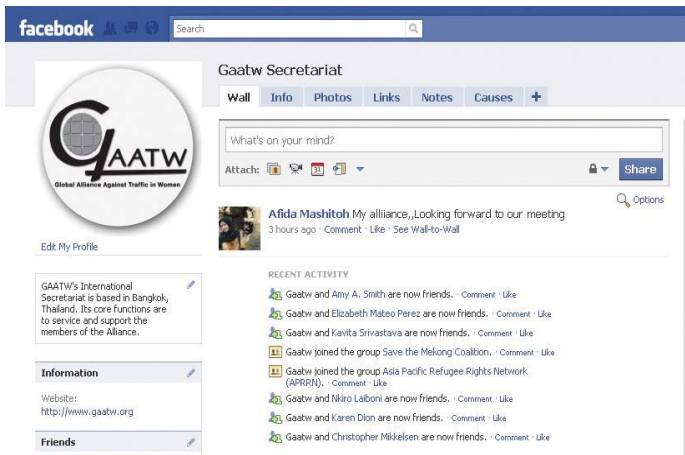 facebook
Search
GAATW
Global Alliance Against Traffic in Women
Edit My Profile
GAATW's International
Secretariat is based in Bangkok,
Thailand. Its core functions are
to service and support the
members of the Alliance.
Information
Website:
http://www.gaatw.org
Friends
Gaatw Secretariat
Wall Info Photos Links Notes Causes +
What's on your mind?
Attach: 31 Share
Options
Afida Mashitoh My alliiance,,Looking forward to our meeting
3 hours ago · Comment · Like · See Wall-to-Wall
RECENT ACTIVITY
Gaatw and Amy A. Smith are now friends. · Comment · Like
Gaatw and Elizabeth Mateo Perez are now friends. · Comment · Like
Gaatw and Kavita Srivastava are now friends. · Comment · Like
Gaatw joined the group Save the Mekong Coalition. · Comment · Like
Gaatw joined the group Asia Pacific Refugee Rights Network
(APRRN). · Comment · Like
Gaatw and Nkiro Laiboni are now friends. · Comment · Like
Gaatw and Karen Dion are now friends. · Comment · Like
Gaatw and Christopher Mikkelsen are now friends. · Comment · Like